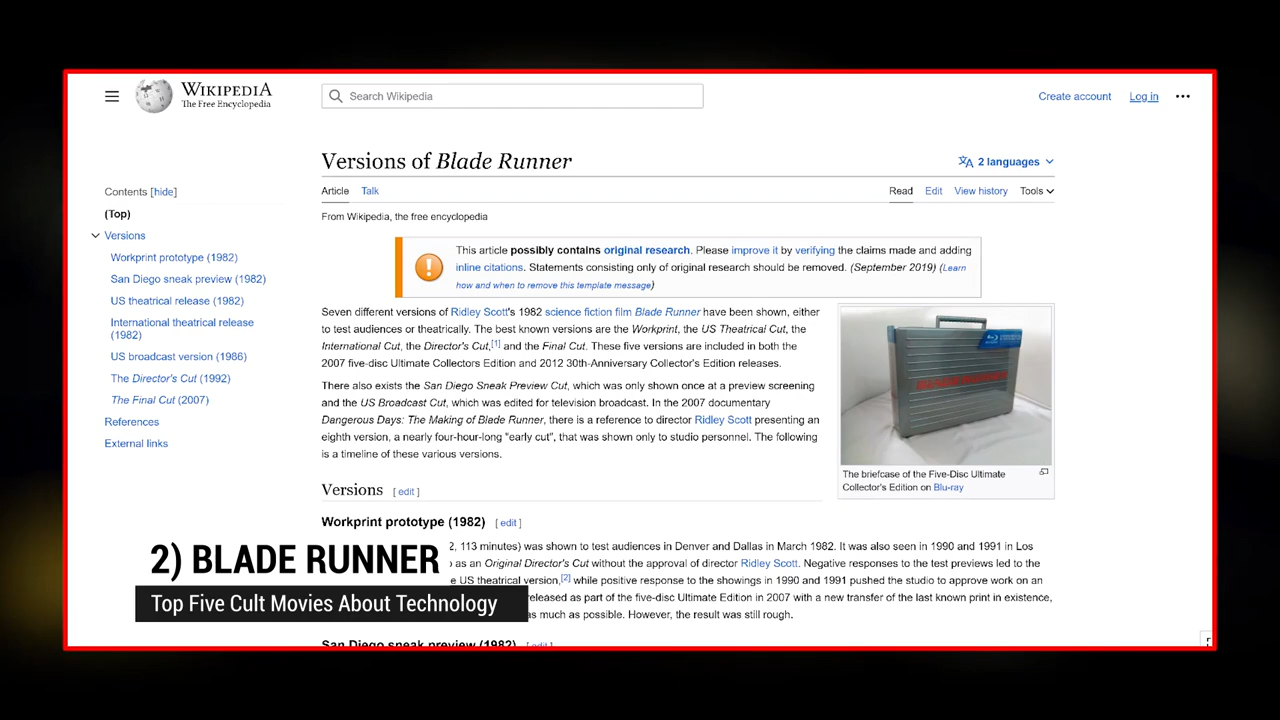 WIKIPEDIA
The Free Encyclopedia
Search Wikipedia
Create account
Log in
Versions of Blade Runner
2 languages
Article
Talk
Read
Edit
View history
Tools
From Wikipedia, the free encyclopedia
Contents [hide]
(Top)
Versions
Workprint prototype (1982)
San Diego sneak preview (1982)
US theatrical release (1982)
International theatrical release
(1982)
US broadcast version (1986)
The Director's Cut (1992)
The Final Cut (2007)
References
External links
This article possibly contains original research. Please improve it by verifying the claims made and adding
inline citations. Statements consisting only of original research should be removed. (September 2019) (Learn
how and when to remove this template message)
Seven different versions of Ridley Scott's 1982 science fiction film Blade Runner have been shown, either
to test audiences or theatrically. The best known versions are the Workprint, the US Theatrical Cut, the
International Cut, the Director's Cut,[1] and the Final Cut. These five versions are included in both the
2007 five-disc Ultimate Collectors Edition and 2012 30th-Anniversary Collector's Edition releases.
There also exists the San Diego Sneak Preview Cut, which was only shown once at a preview screening
and the US Broadcast Cut, which was edited for television broadcast. In the 2007 documentary
Dangerous Days: The Making of Blade Runner, there is a reference to director Ridley Scott presenting an
eighth version, a nearly four-hour-long "early cut", that was shown only to studio personnel. The following
is a timeline of these various versions.
BLADE RUNNER
The briefcase of the Five-Disc Ultimate
Collector's Edition on Blu-ray
Versions [ edit ]
Workprint prototype (1982) [ edit ]
2, 113 minutes) was shown to test audiences in Denver and Dallas in March 1982. It was also seen in 1990 and 1991 in Los
as an Original Director's Cut without the approval of director Ridley Scott. Negative responses to the test previews led to the
US theatrical version,[2] while positive response to the showings in 1990 and 1991 pushed the studio to approve work on an
released as part of the five-disc Ultimate Edition in 2007 with a new transfer of the last known print in existence,
as much as possible. However, the result was still rough.
San Diego sneak preview (1982) [ edit ]
2) BLADE RUNNER
Top Five Cult Movies About Technology